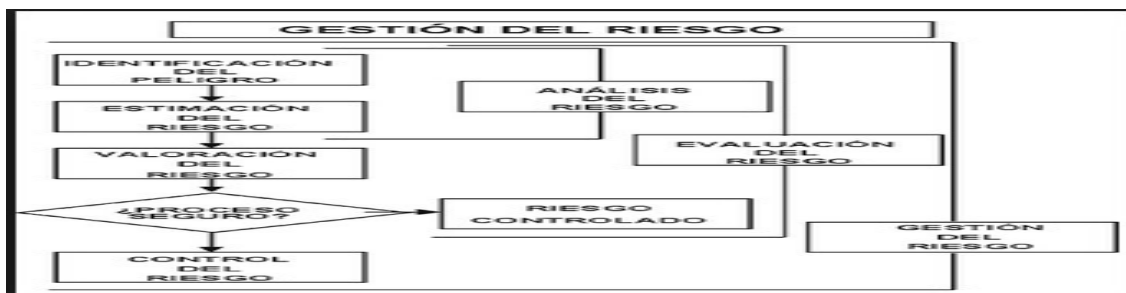 GESTIÓN DEL RIESGO
IDENTIFICACIÓN
DEL
PELIGRO
ESTIMACIÓN
DEL
RIESGO
VALORACIÓN
DEL
RIESGO
¿PROCESO
SEGURO?
CONTROL
DEL
RIESGO
RIESGO
CONTROLADO
ANÁLISIS
DEL
RIESGO
EVALUACIÓN
DEL
RIESGO
GESTIÓN
DEL
RIESGO